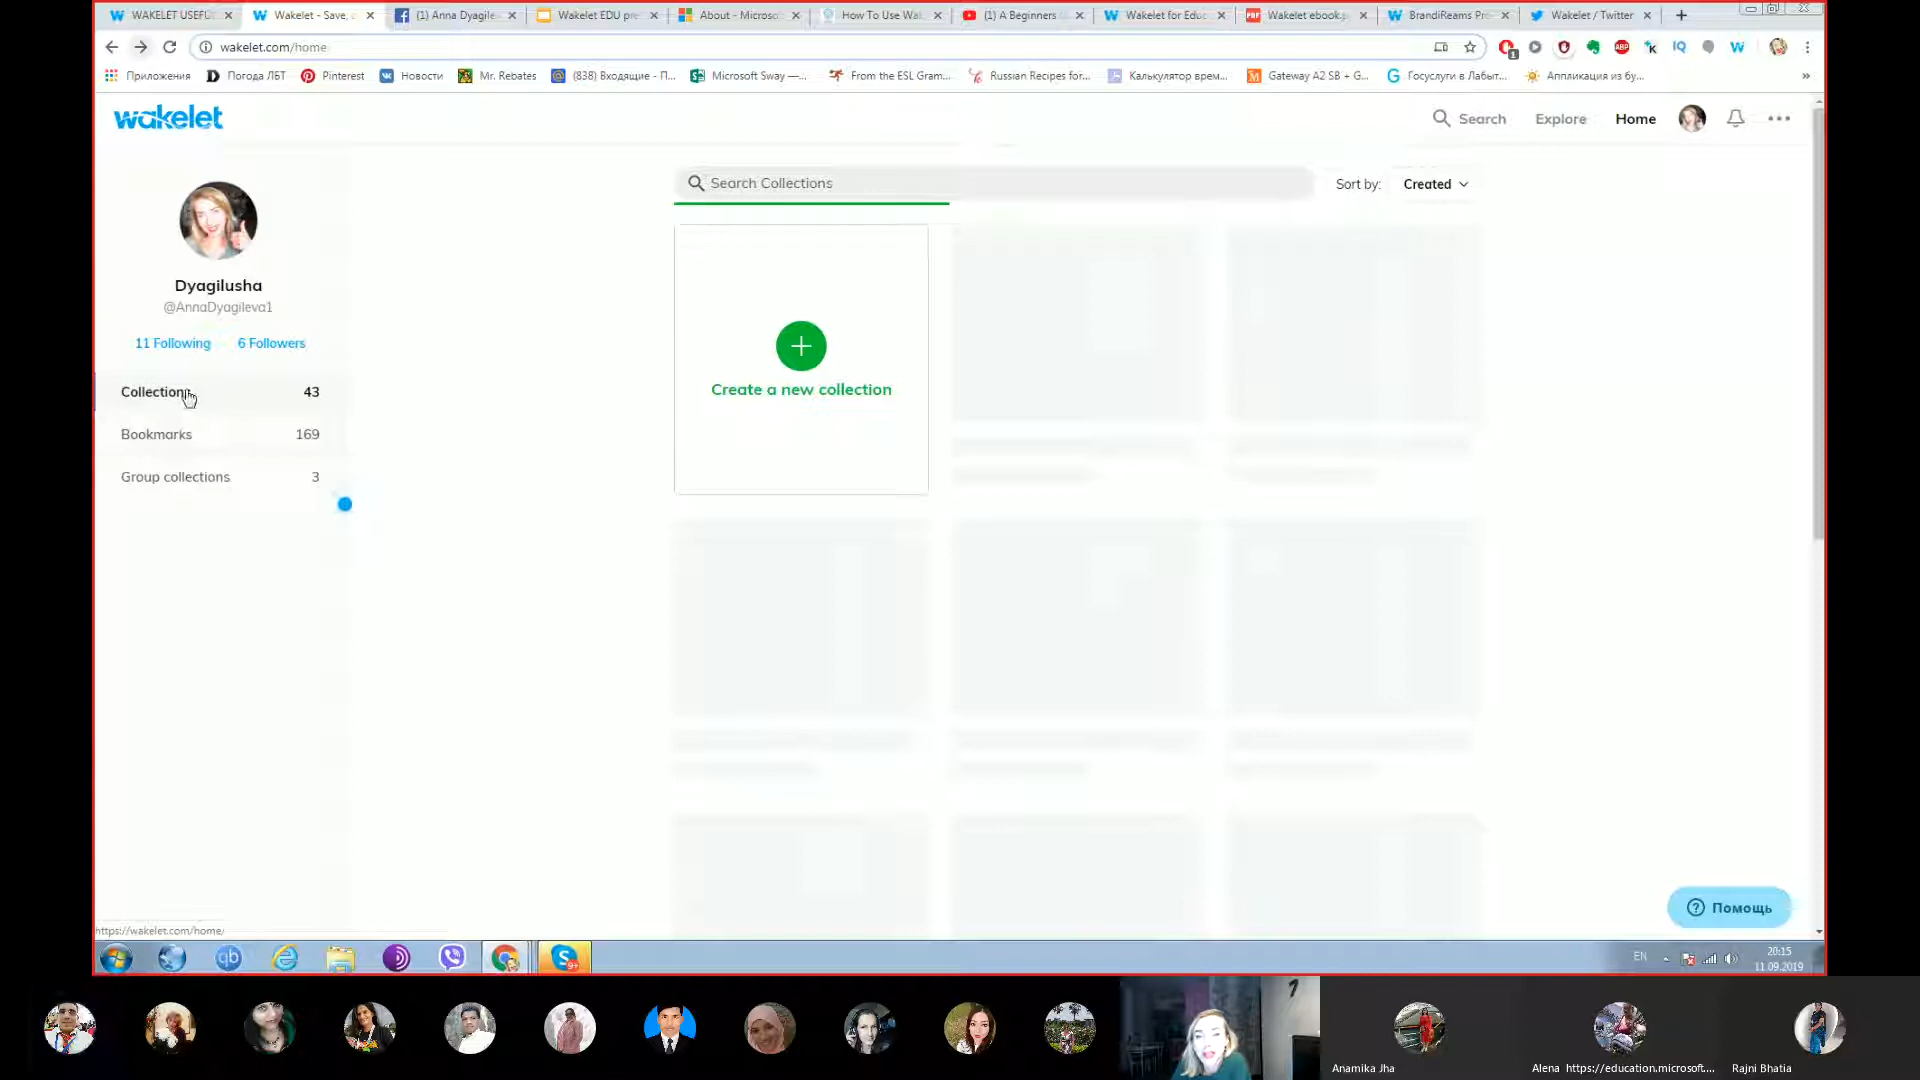 WAKELET USEFU
Wakelet - Save, o
(1) Anna Dyagile
Wakelet EDU pre
About - Microso
How To Use Wak
(1) A Beginners
Wakelet for Educ
Wakelet ebook.p
BrandiReams Pr
Wakelet / Twitter
wakelet.com/home
ABP
IQ
Приложения
Погода ЛБТ
Pinterest
Новости
Mr. Rebates
(838) Входящие - П...
Microsoft Sway —...
From the ESL Gram...
Russian Recipes for...
Калькулятор врем...
Gateway A2 SB + G...
Госуслуги в Лабыт...
Аппликация из бу...
wakelet
Search
Explore
Home
Search Collections
Sort by:
Created
Dyagilusha
@AnnaDyagileva1
11 Following
6 Followers
Collections
43
Bookmarks
169
Group collections
3
Create a new collection
Помощь
https://wakelet.com/home/
EN
20:15
11.09.2019
Anamika Jha
Alena https://education.microsoft....
Rajni Bhatia